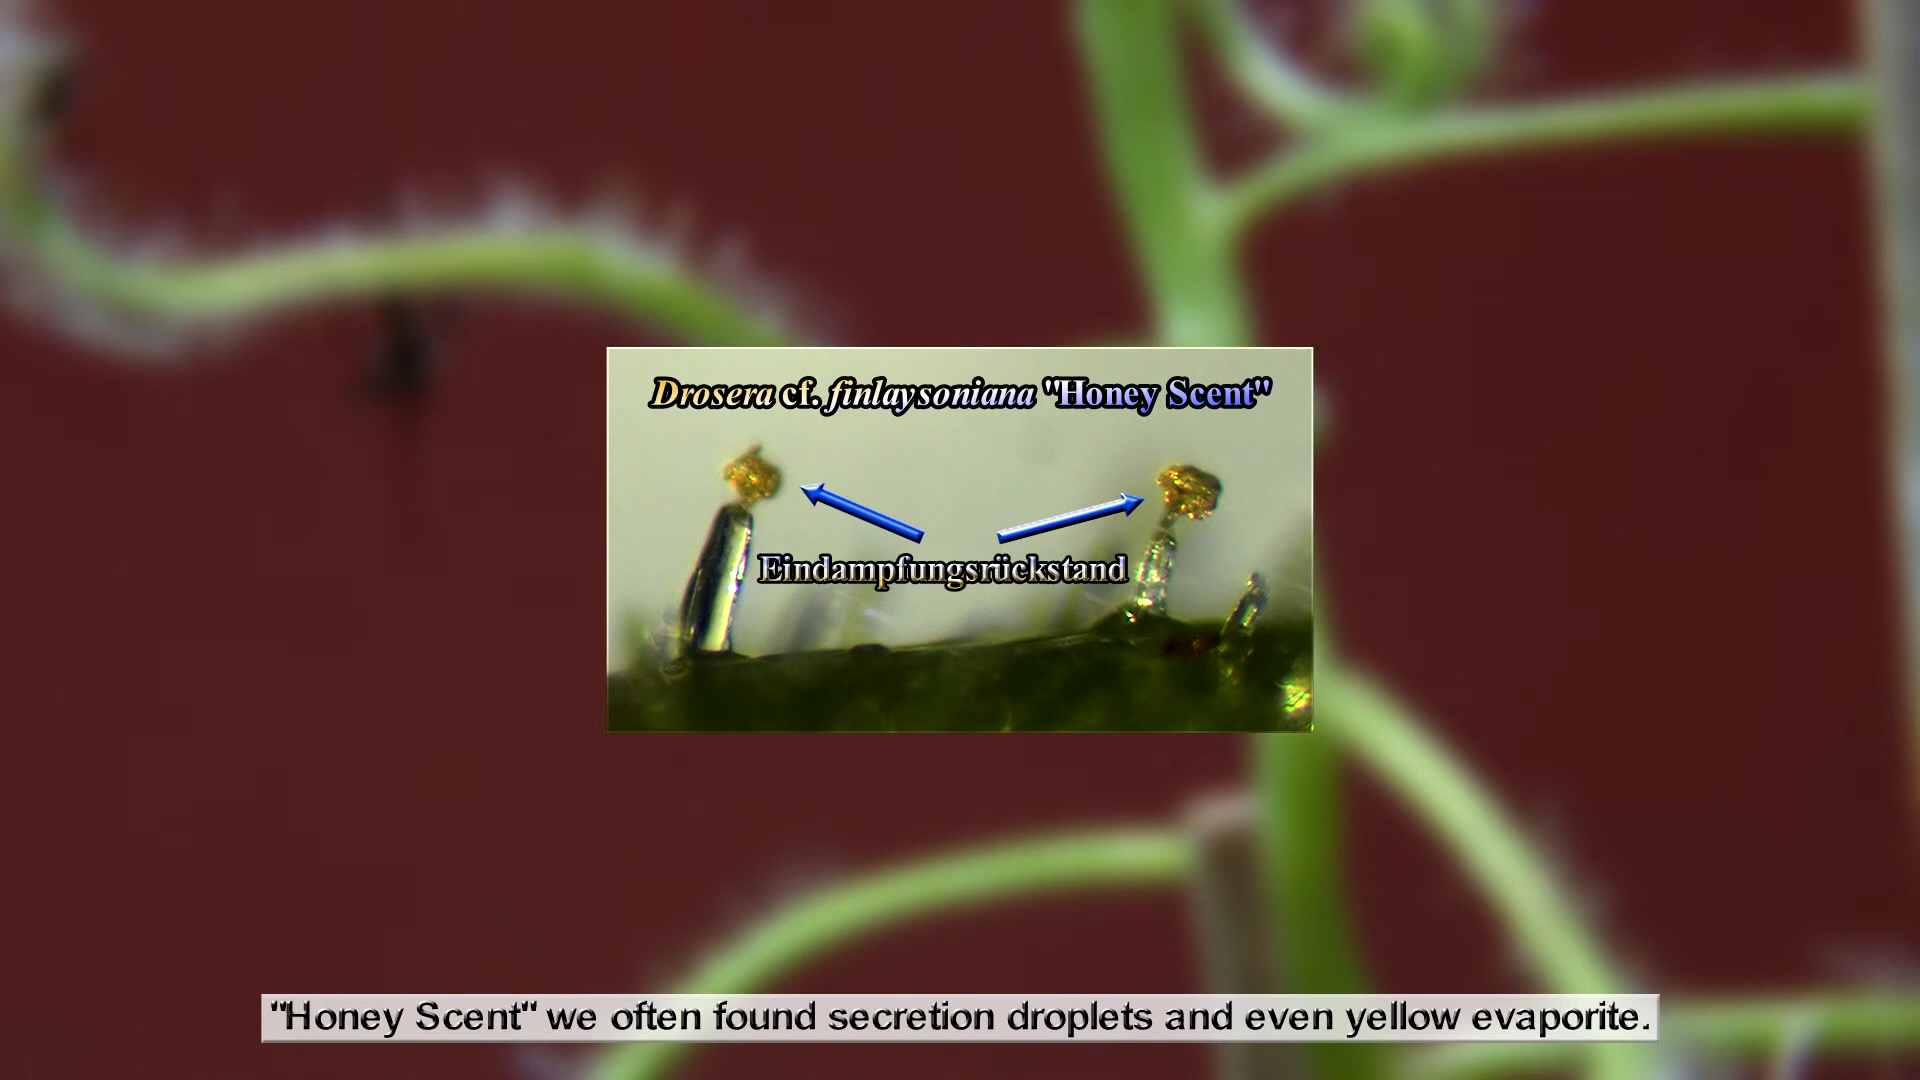 Drosera cf. finlaysoniana "Honey Scent"
Eindampfungsrückstand
"Honey Scent" we often found secretion droplets and even yellow evaporite.